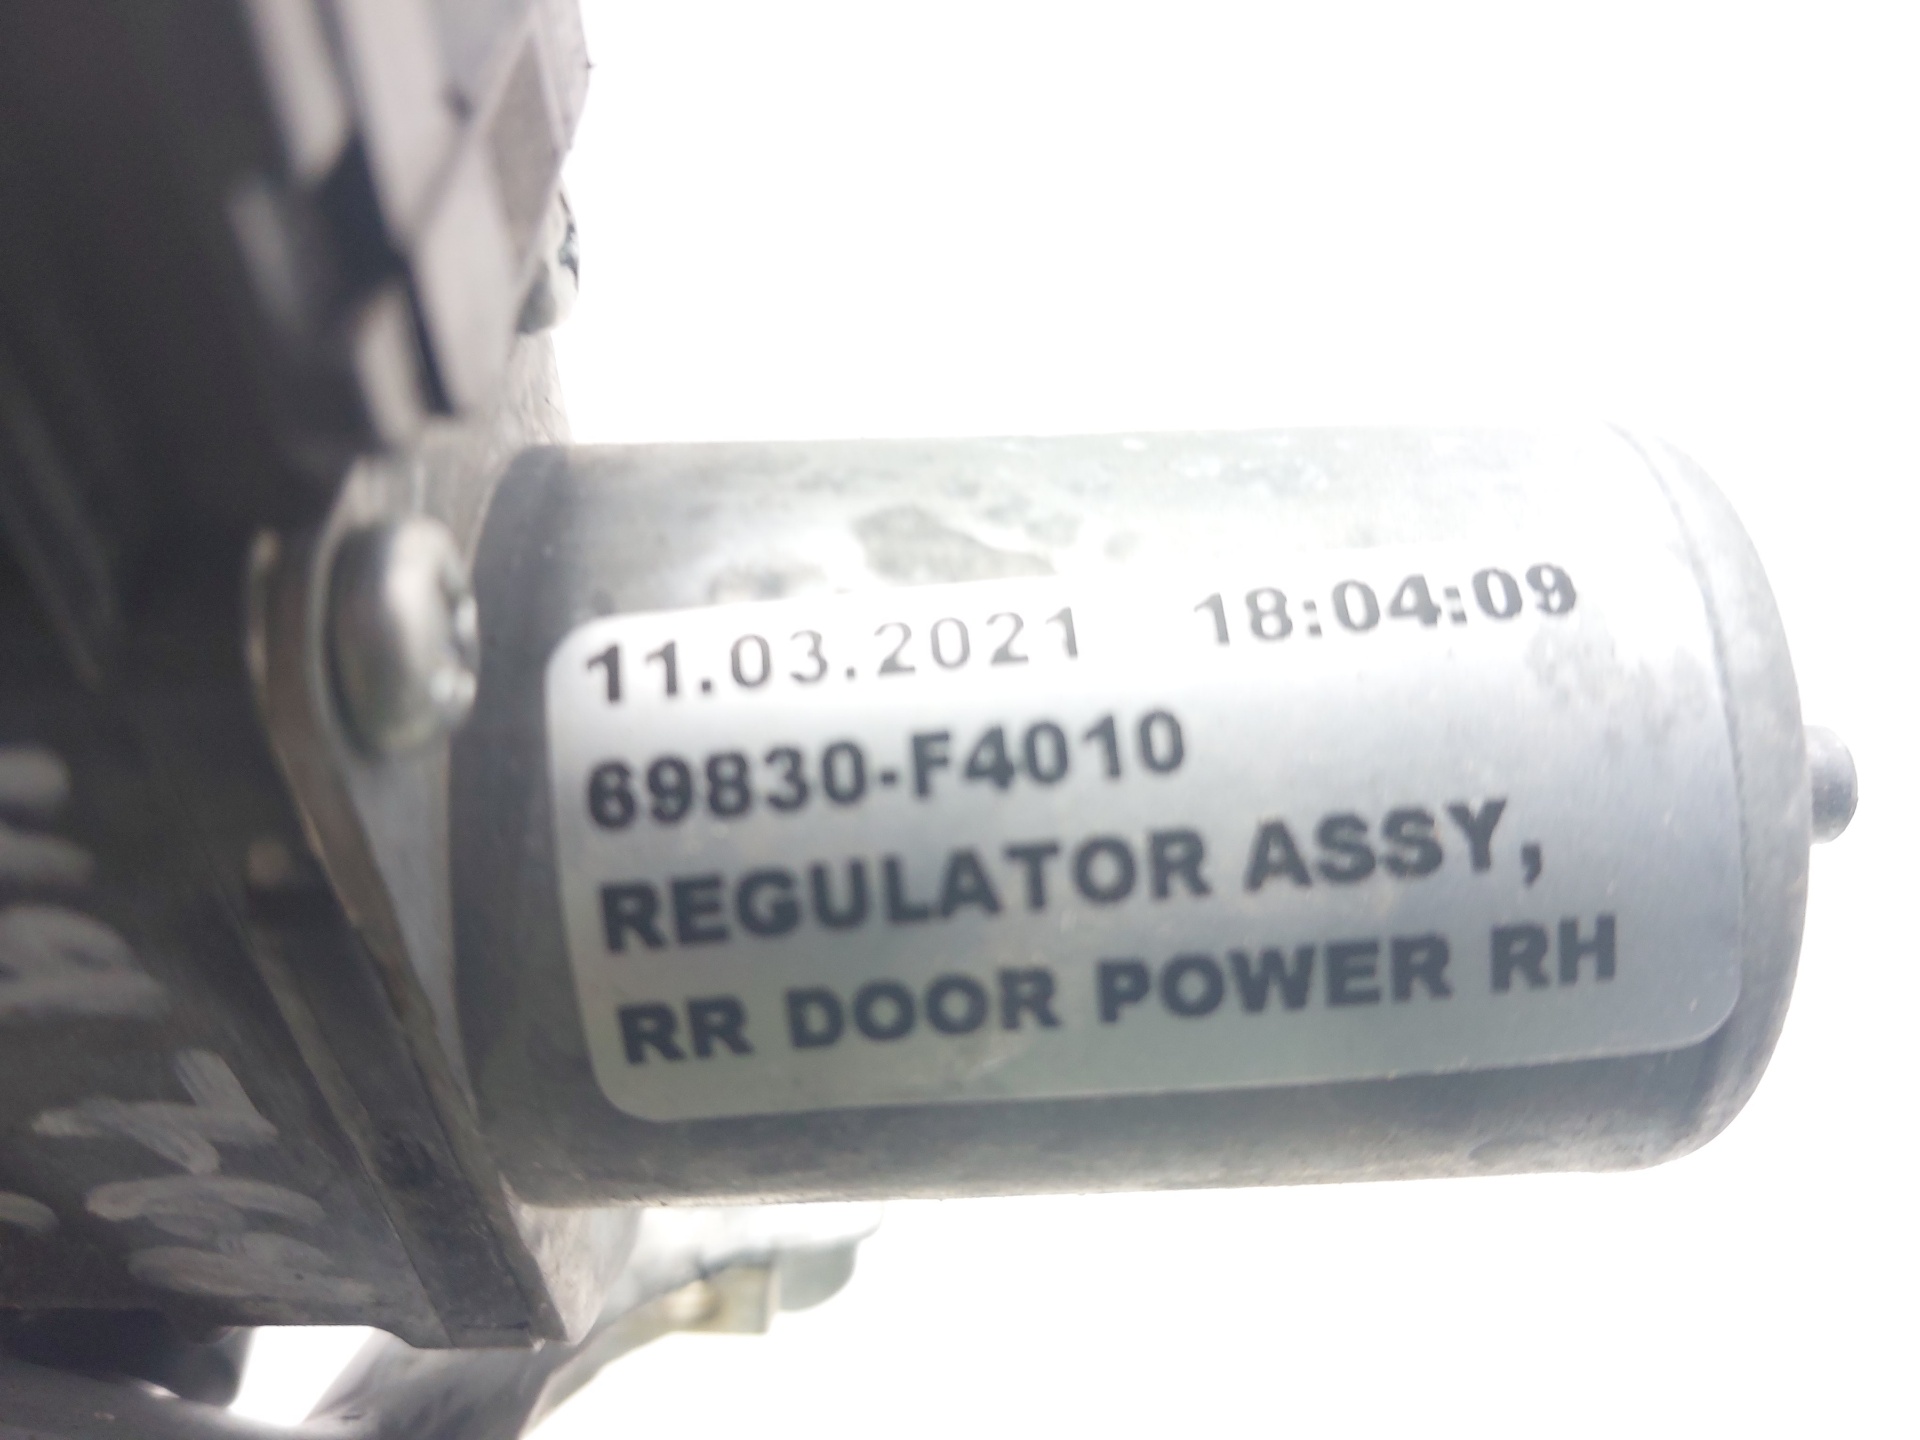 11.03.2021 18:04:09
69830-F4010
REGULATOR ASSY,
RR DOOR POWER RH